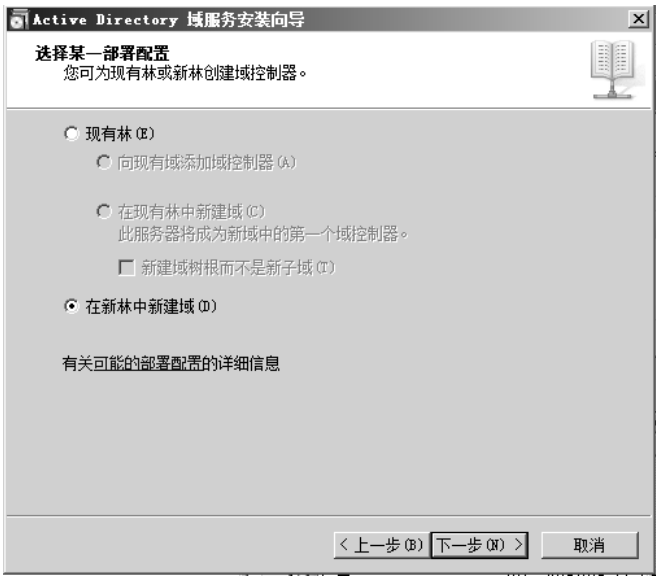 Active Directory 域服务安装向导
选择某一部署配置
您可为现有林或新林创建域控制器。
现有林(E)
向现有域添加域控制器(A)
在现有林中新建域(C)
此服务器将成为新域中的第一个域控制器。
新建域树根而不是新子域(T)
在新林中新建域(D)
有关可能的部署配置的详细信息
< 上一步(B) 下一步(N) > 取消